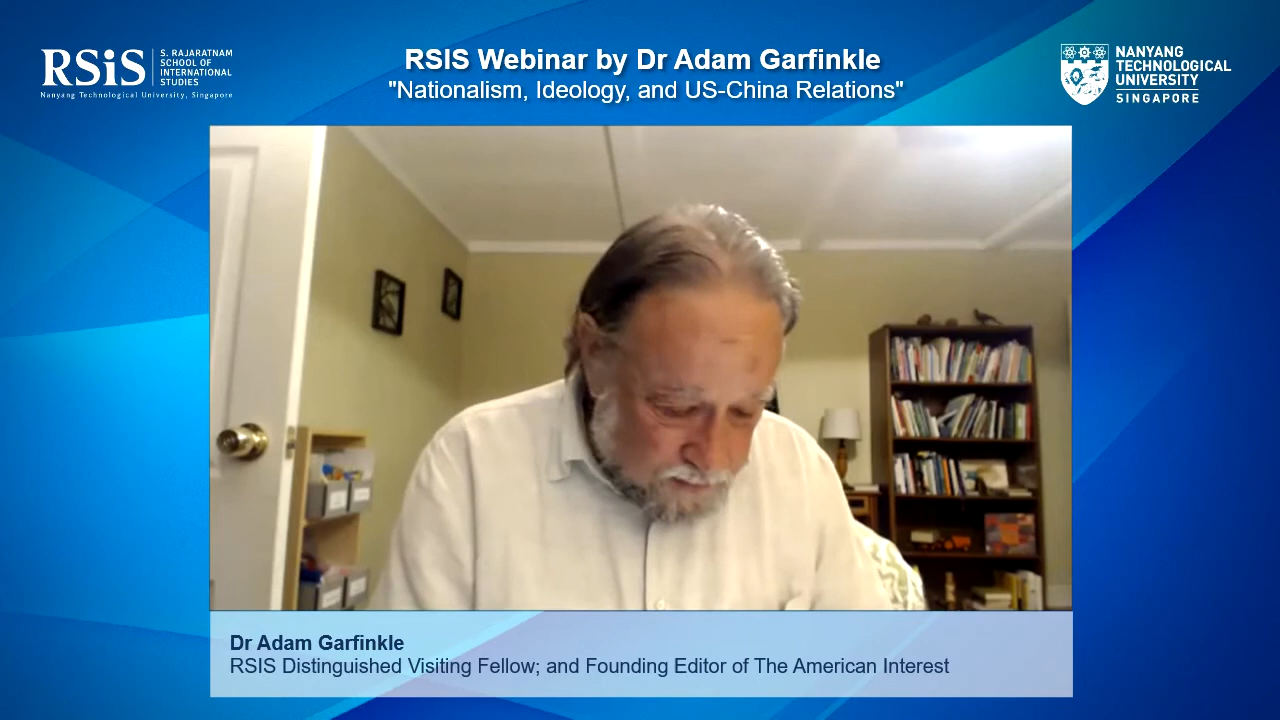 RSiS
S. RAJARATNAM
SCHOOL OF
INTERNATIONAL
STUDIES
Nanyang Technological University, Singapore
RSIS Webinar by Dr Adam Garfinkle
"Nationalism, Ideology, and US-China Relations"
NANYANG
TECHNOLOGICAL
UNIVERSITY
SINGAPORE
Dr Adam Garfinkle
RSIS Distinguished Visiting Fellow; and Founding Editor of The American Interest